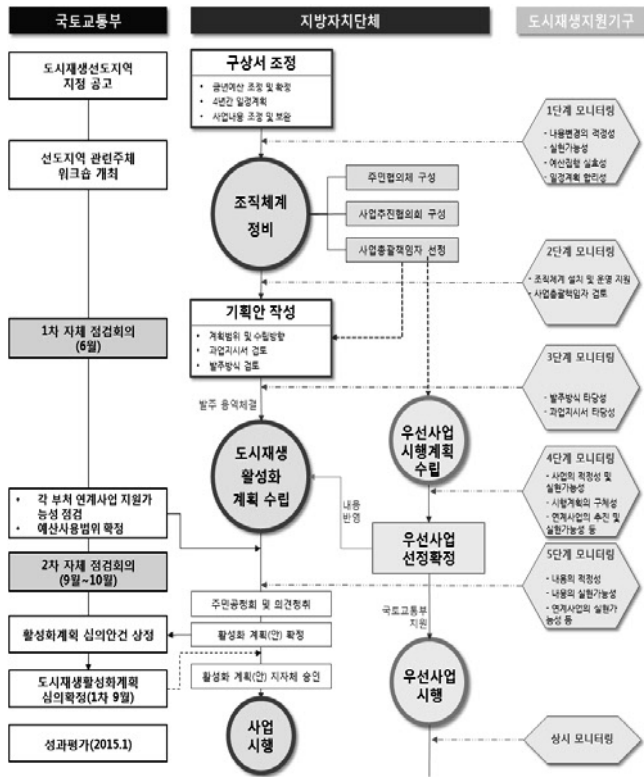 국토교통부
지방자치단체
도시재생지원기구
도시재생선도지역
지정 공고
선도지역 관련주체
워크숍 개최
1차 자체 점검회의
(6월)
• 각 부처 연계사업 지원가
능성 점검
• 예산사용범위 확정
2차 자체 점검회의
(9월~10월)
활성화계획 심의안건 상정
도시재생활성화계획
심의확정(1차 9월)
성과평가(2015.1)
구상서 조정
• 금년예산 조정 및 확정
• 4년간 일정계획
• 사업내용 조정 및 보완
조직체계
정비
주민협의체 구성
사업추진협의회 구성
사업총괄책임자 선정
기획안 작성
• 계획범위 및 수립방향
• 과업지시서 검토
• 발주방식 검토
발주 용역체결
도시재생
활성화
계획 수립
우선사업
시행계획
수립
내용
반영
우선사업
선정확정
주민공청회 및 의견청취
국토교통부
지원
활성화 계획(안) 확정
활성화 계획(안) 지자체 승인
우선사업
시행
사업
시행
1단계 모니터링
- 내용변경의 적정성
- 실현가능성
- 예산집행 실효성
- 일정계획 합리성
2단계 모니터링
- 조직체계 설치 및 운영 지원
- 사업총괄책임자 검토
3단계 모니터링
- 발주방식 타당성
- 과업지시서 타당성
4단계 모니터링
- 사업의 적정성 및
실현가능성
- 시행계획의 구체성
- 연계사업의 추진 및
실현가능성 등
5단계 모니터링
- 내용의 적정성
- 내용의 실현가능성
- 연계사업의 실현가
능성 등
상시 모니터링